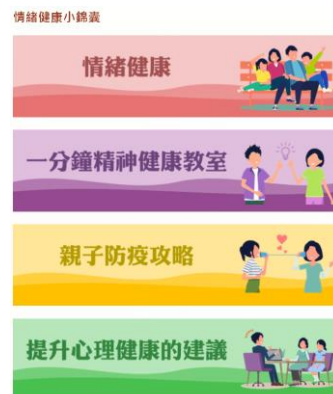 情緒健康小錦囊
情緒健康
一分鐘精神健康教室
親子防疫攻略
提升心理健康的建議